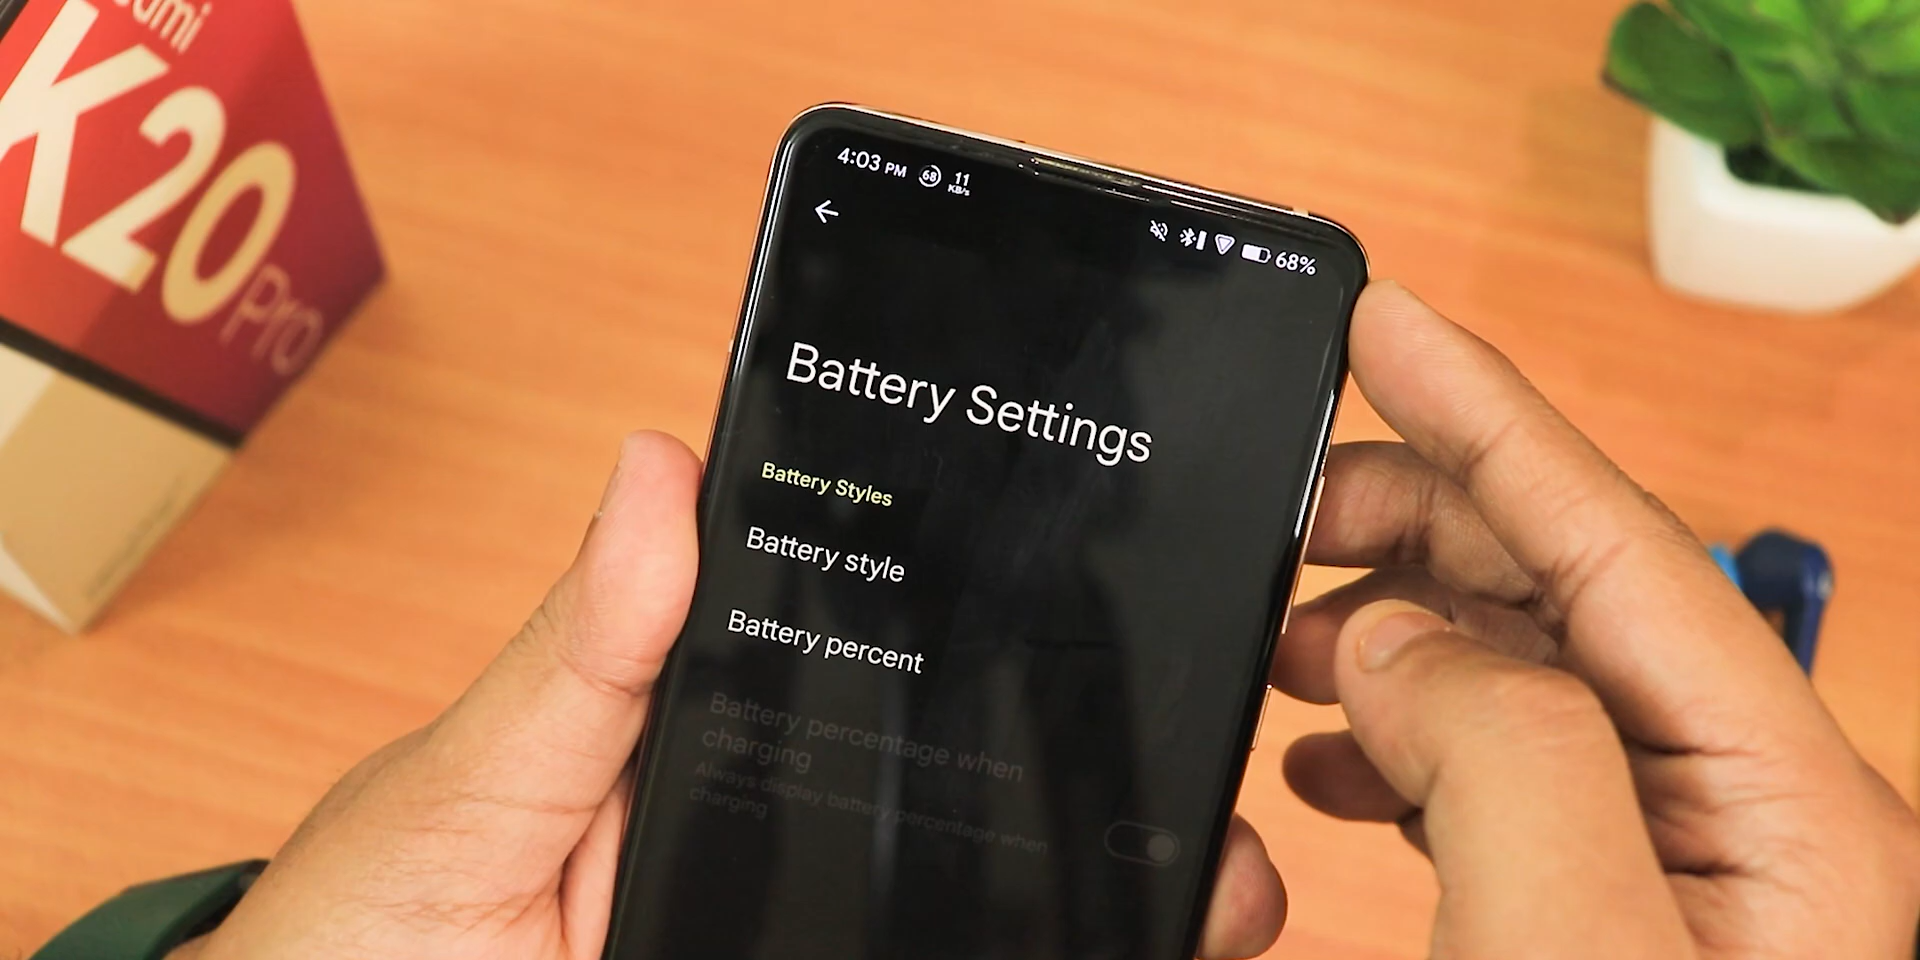 K20
Pro
4:03 PM 68 11
KB/s
68%
Battery Settings
Battery Styles
Battery style
Battery percent
Battery percentage when
charging
Always display battery percentage when
charging